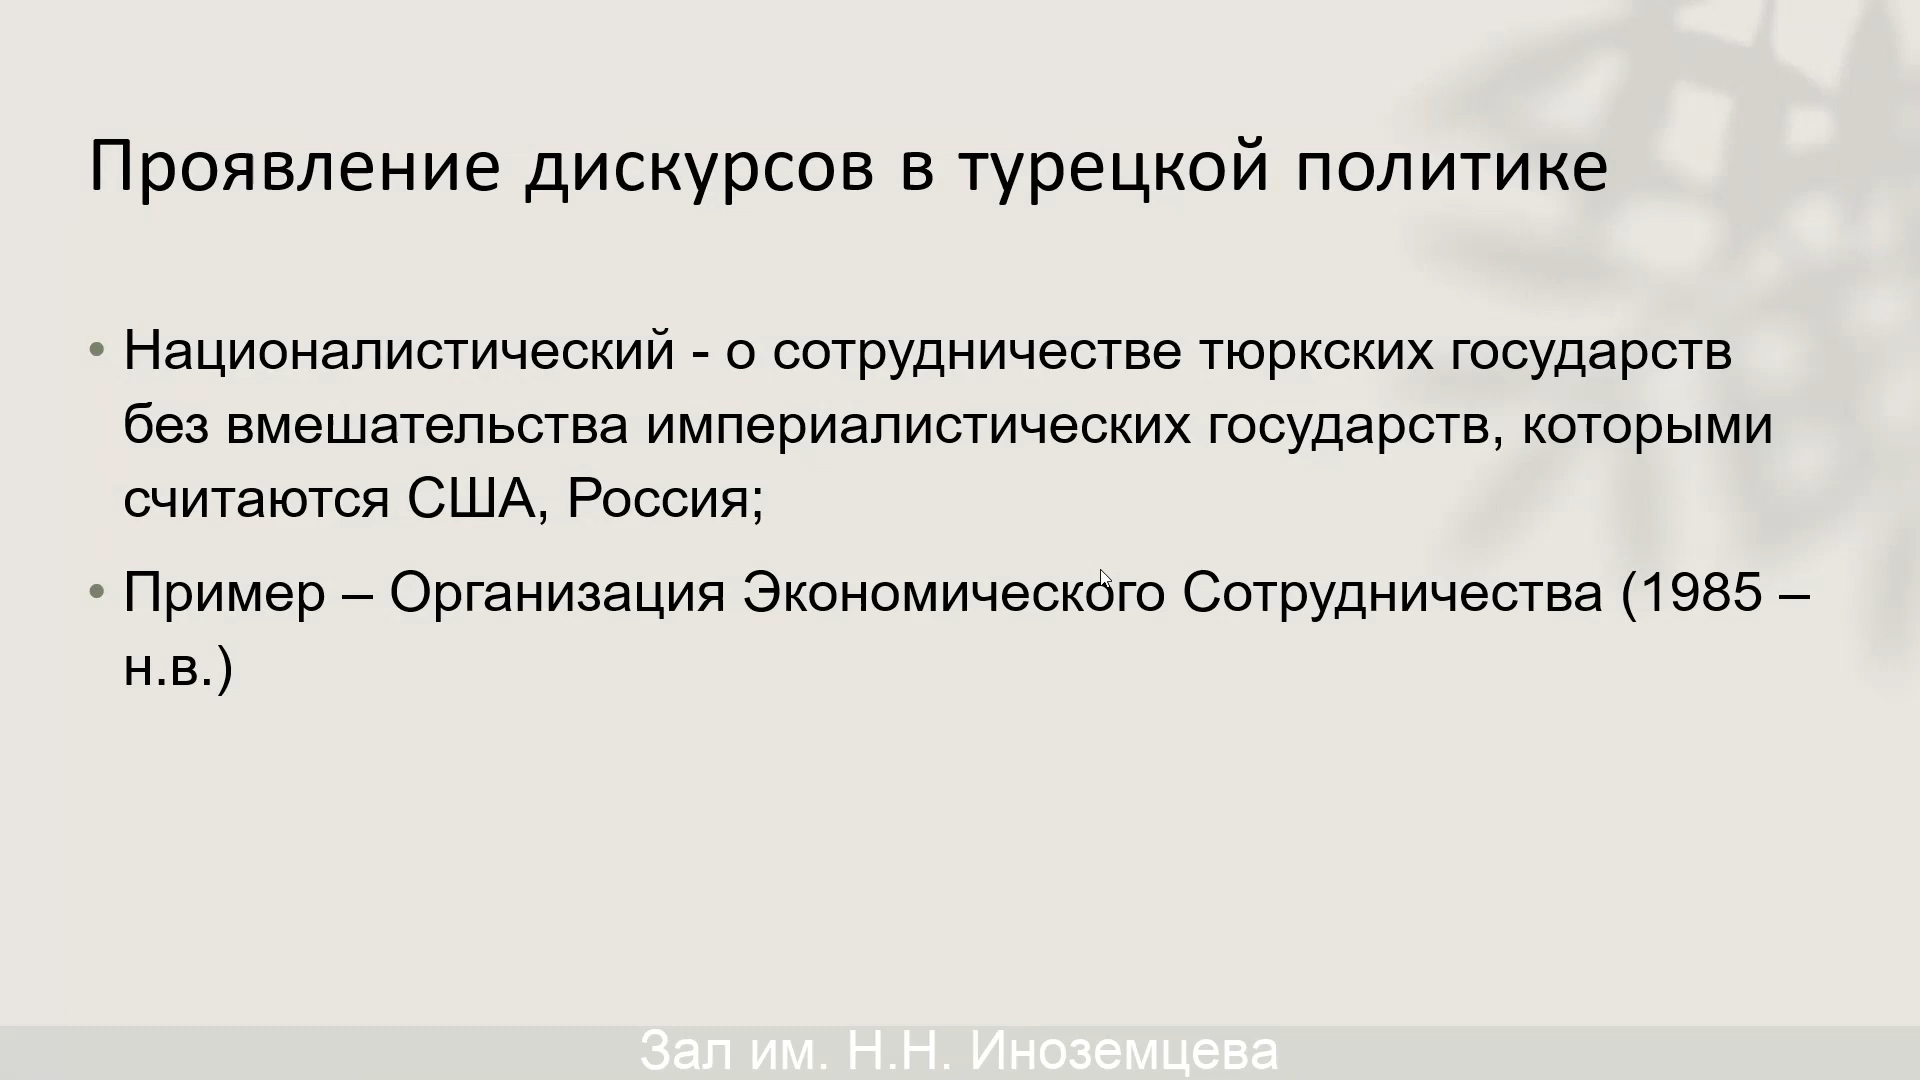 Проявление дискурсов в турецкой политике
• Националистический - о сотрудничестве тюркских государств
без вмешательства империалистических государств, которыми
считаются США, Россия;
• Пример – Организация Экономического Сотрудничества (1985 –
н.в.)
Зал им. Н.Н. Иноземцева